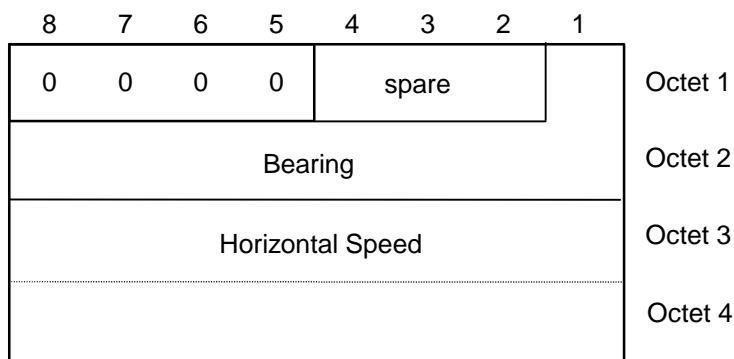 8 7 6 5 4 3 2 1
0 0 0 0 spare Octet 1
Bearing Octet 2
Horizontal Speed Octet 3
Octet 4